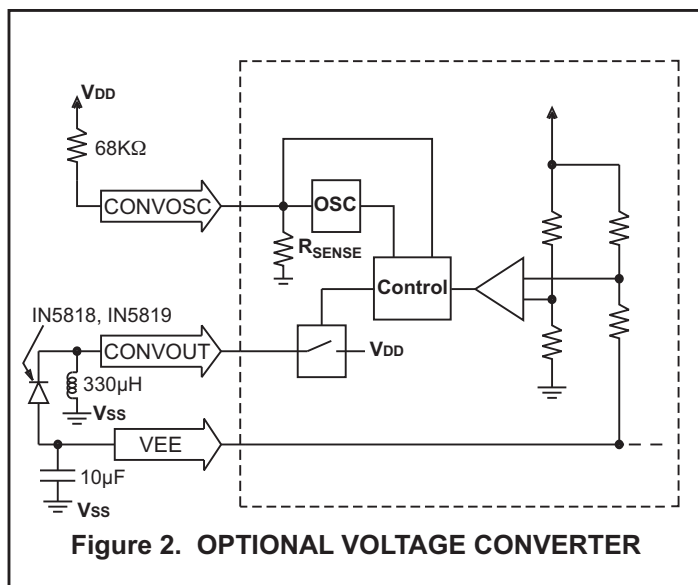 VDD
68KΩ
CONVOSC
OSC
RSENSE
Control
IN5818, IN5819
CONVOUT
VDD
330µH
VSS
VEE
10µF
VSS
Figure 2. OPTIONAL VOLTAGE CONVERTER